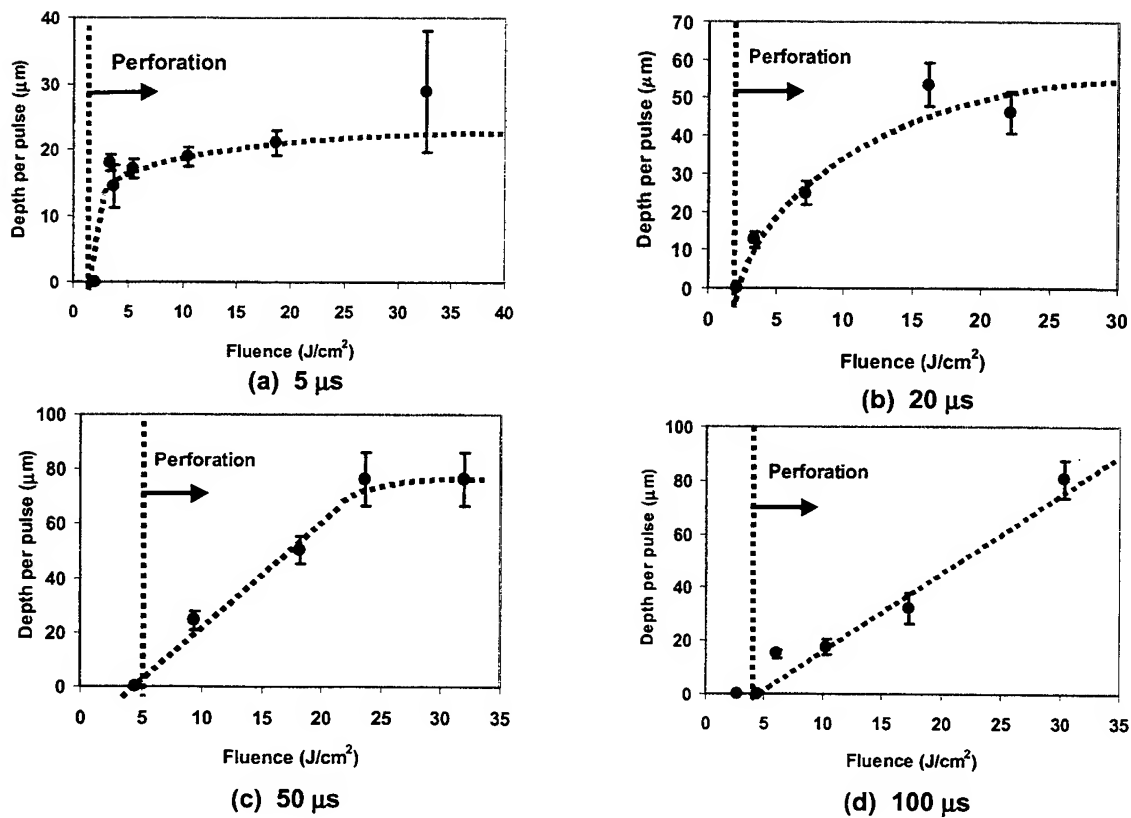 40
30
20
10
0
Depth per pulse (µm)
Perforation
0 5 10 15 20 25 30 35 40
Fluence (J/cm²)
(a) 5 µs
70
60
50
40
30
20
10
0
Depth per pulse (µm)
Perforation
0 5 10 15 20 25 30
Fluence (J/cm²)
(b) 20 µs
100
80
60
40
20
0
Depth per pulse (µm)
Perforation
0 5 10 15 20 25 30 35
Fluence (J/cm²)
(c) 50 µs
100
80
60
40
20
0
Depth per pulse (µm)
Perforation
0 5 10 15 20 25 30 35
Fluence (J/cm²)
(d) 100 µs